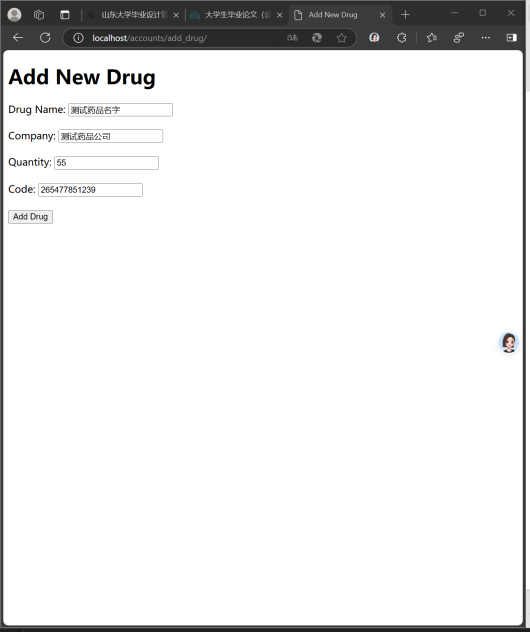 山东大学毕业设计管
大学生毕业论文（设
Add New Drug
localhost/accounts/add_drug/
Add New Drug
Drug Name: 测试药品名字
Company: 测试药品公司
Quantity: 55
Code: 265477851239
Add Drug